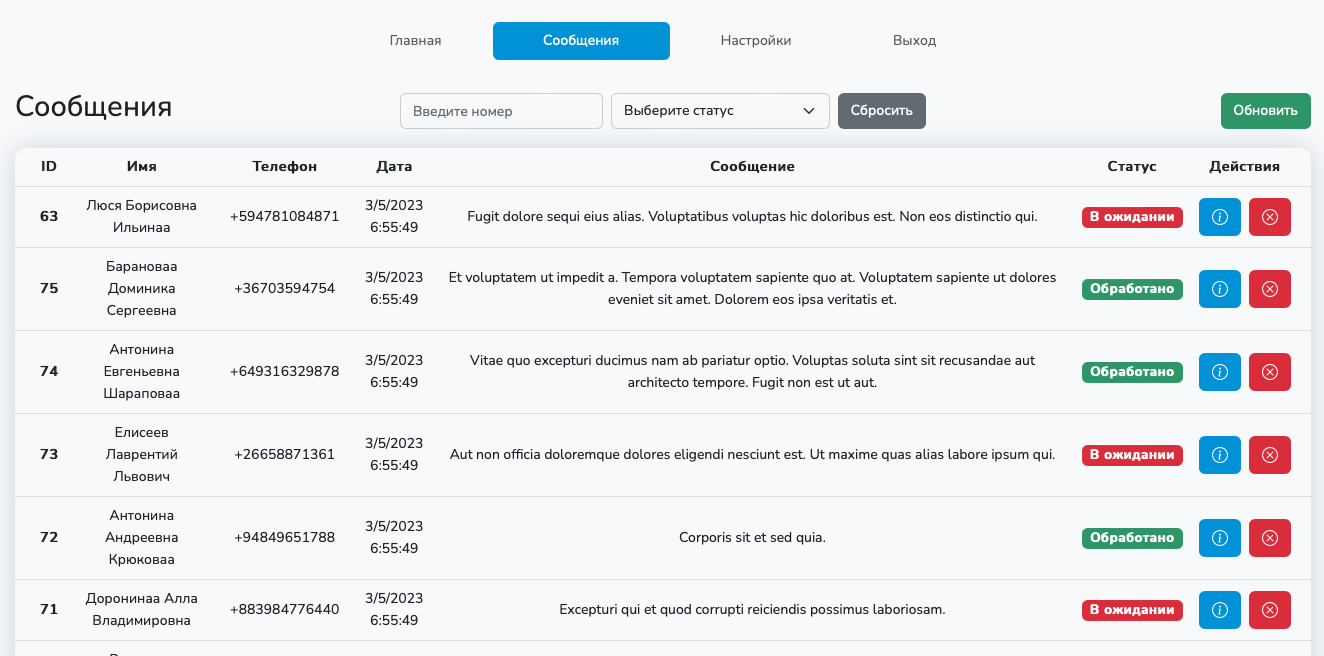 Главная Сообщения Настройки Выход
Сообщения Введите номер Выберите статус Сбросить Обновить
ID Имя Телефон Дата Сообщение Статус Действия
63 Люся Борисовна Ильинаа +594781084871 3/5/2023 6:55:49 Fugit dolore sequi eius alias. Voluptatibus voluptas hic doloribus est. Non eos distinctio qui. В ожидании
75 Барановаа Доминика Сергеевна +36703594754 3/5/2023 6:55:49 Et voluptatem ut impedit a. Tempora voluptatem sapiente quo at. Voluptatem sapiente ut dolores eveniet sit amet. Dolorem eos ipsa veritatis et. Обработано
74 Антонина Евгеньевна Шараповаа +649316329878 3/5/2023 6:55:49 Vitae quo excepturi ducimus nam ab pariatur optio. Voluptas soluta sint sit recusandae aut architecto tempore. Fugit non est ut aut. Обработано
73 Елисеев Лаврентий Львович +26658871361 3/5/2023 6:55:49 Aut non officia doloremque dolores eligendi nesciunt est. Ut maxime quas alias labore ipsum qui. В ожидании
72 Антонина Андреевна Крюковаа +94849651788 3/5/2023 6:55:49 Corporis sit et sed quia. Обработано
71 Доронинаа Алла Владимировна +883984776440 3/5/2023 6:55:49 Excepturi qui et quod corrupti reiciendis possimus laboriosam. В ожидании